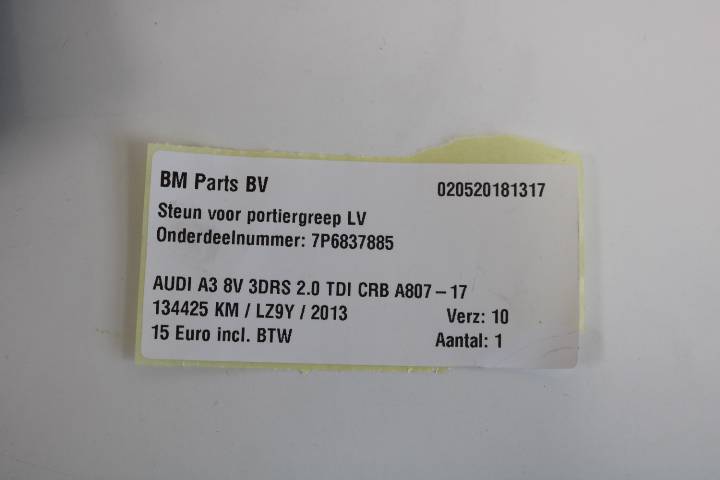 BM Parts BV 020520181317
Steun voor portiergreep LV
Onderdeelnummer: 7P6837885
AUDI A3 8V 3DRS 2.0 TDI CRB A807 – 17
134425 KM / LZ9Y / 2013 Verz: 10
15 Euro incl. BTW Aantal: 1